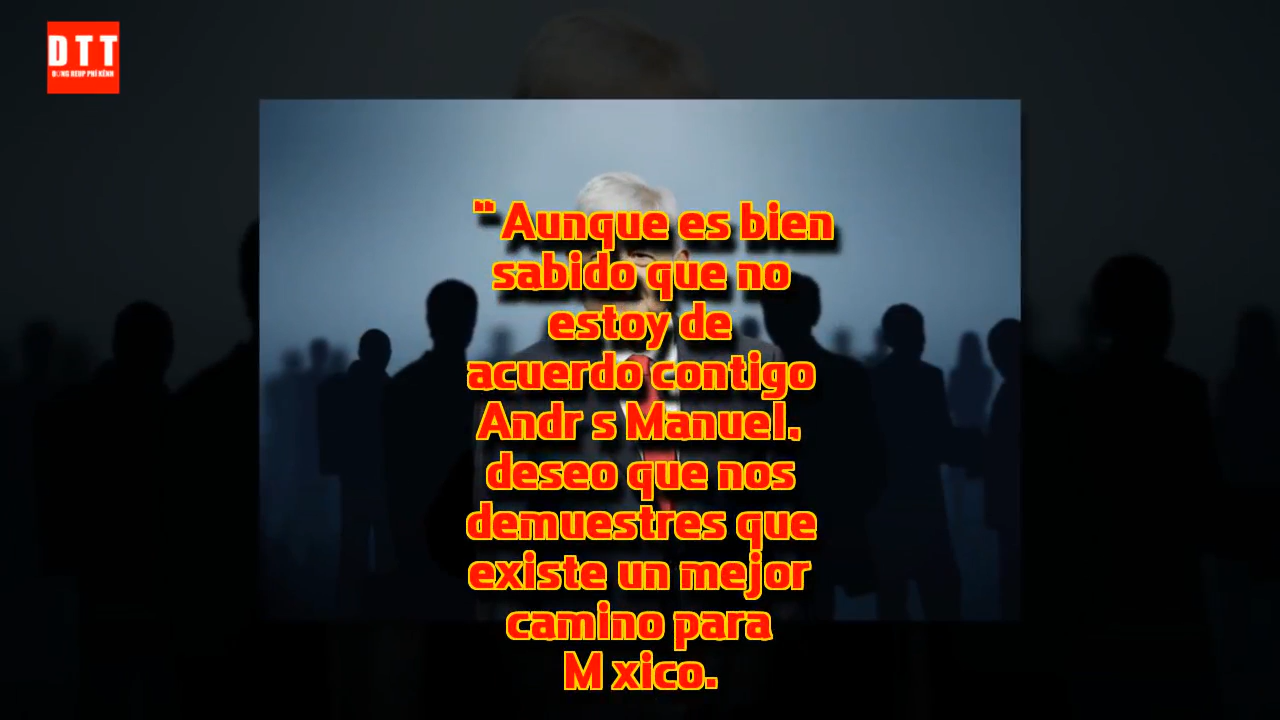 DTT
"Aunque es bien
sabido que no
estoy de
acuerdo contigo
Andr s Manuel,
deseo que nos
demuestres que
existe un mejor
camino para
M xico.